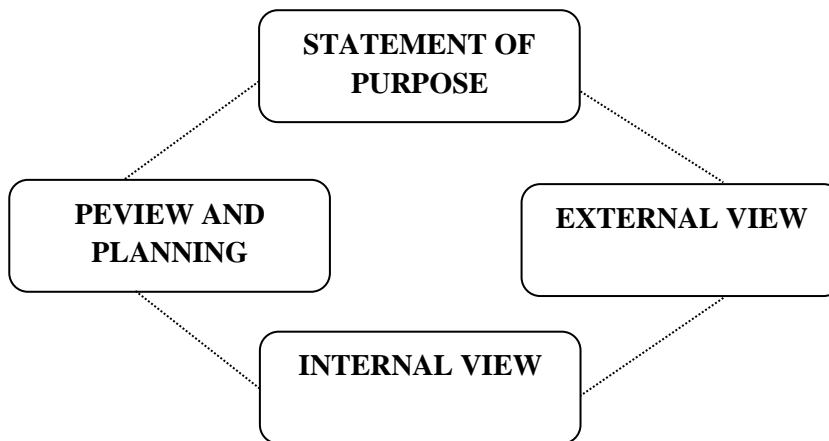 STATEMENT OF
PURPOSE
PEVIEW AND
PLANNING
EXTERNAL VIEW
INTERNAL VIEW